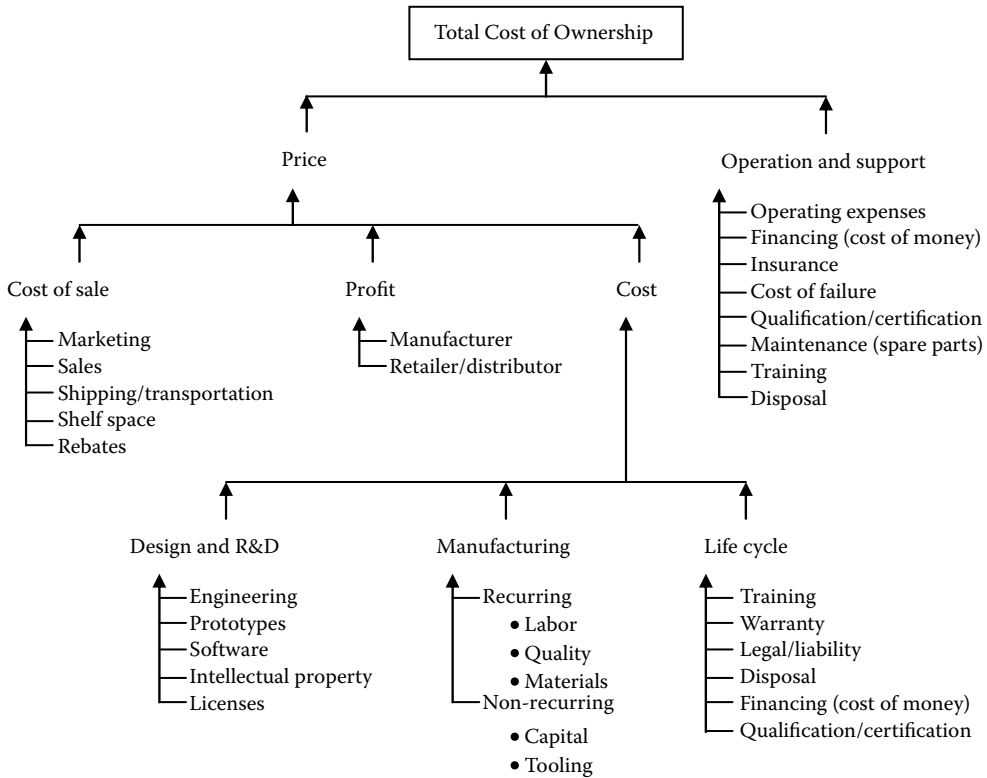 Total Cost of Ownership
Price
Operation and support
Operating expenses
Financing (cost of money)
Insurance
Cost of failure
Qualification/certification
Maintenance (spare parts)
Training
Disposal
Cost of sale
Marketing
Sales
Shipping/transportation
Shelf space
Rebates
Profit
Manufacturer
Retailer/distributor
Cost
Design and R&D
Engineering
Prototypes
Software
Intellectual property
Licenses
Manufacturing
Recurring
• Labor
• Quality
• Materials
Non-recurring
• Capital
• Tooling
Life cycle
Training
Warranty
Legal/liability
Disposal
Financing (cost of money)
Qualification/certification